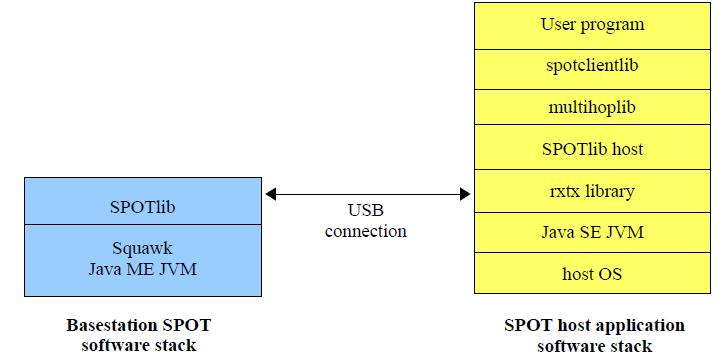 User program
spotclientlib
multihoplib
SPOTlib host
rxtx library
Java SE JVM
host OS
SPOTlib
Squawk
Java ME JVM
USB
connection
Basestation SPOT
software stack
SPOT host application
software stack